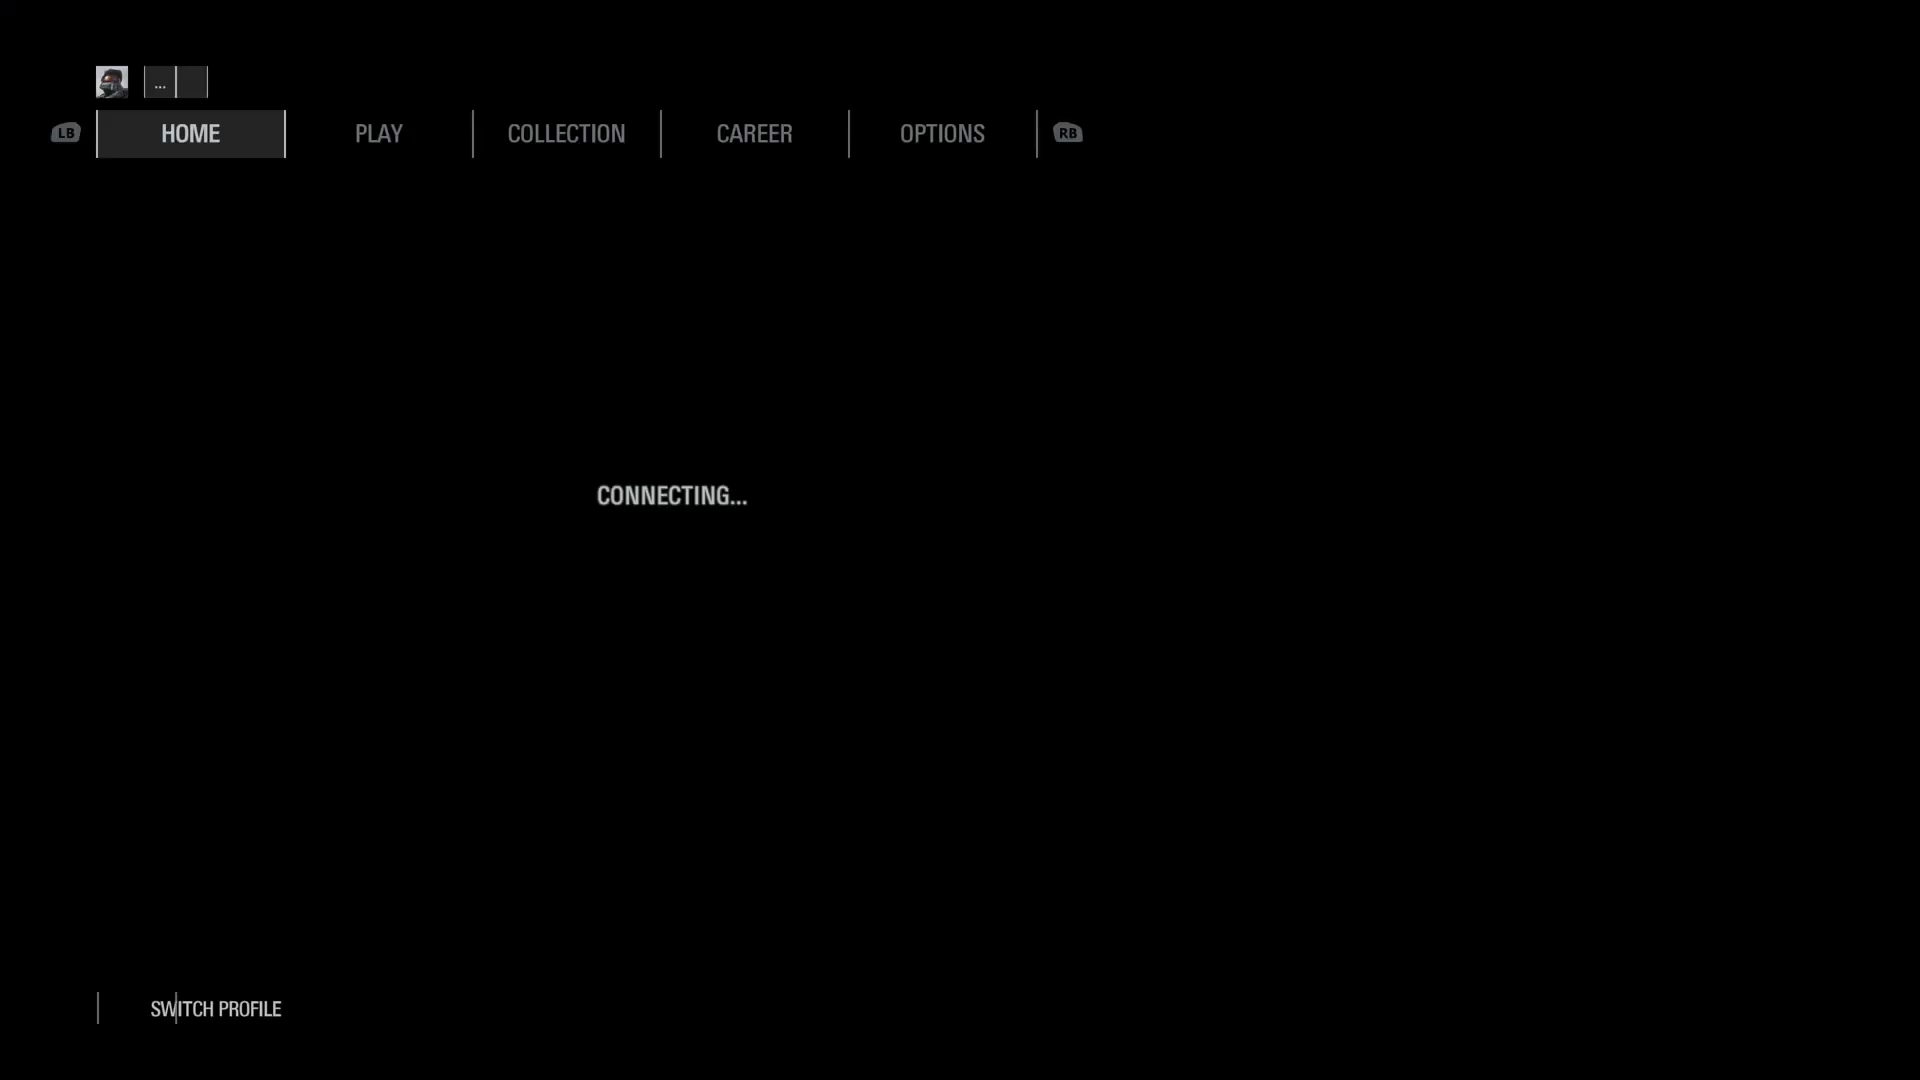 ...
LB HOME PLAY COLLECTION CAREER OPTIONS RB
CONNECTING...
SWITCH PROFILE